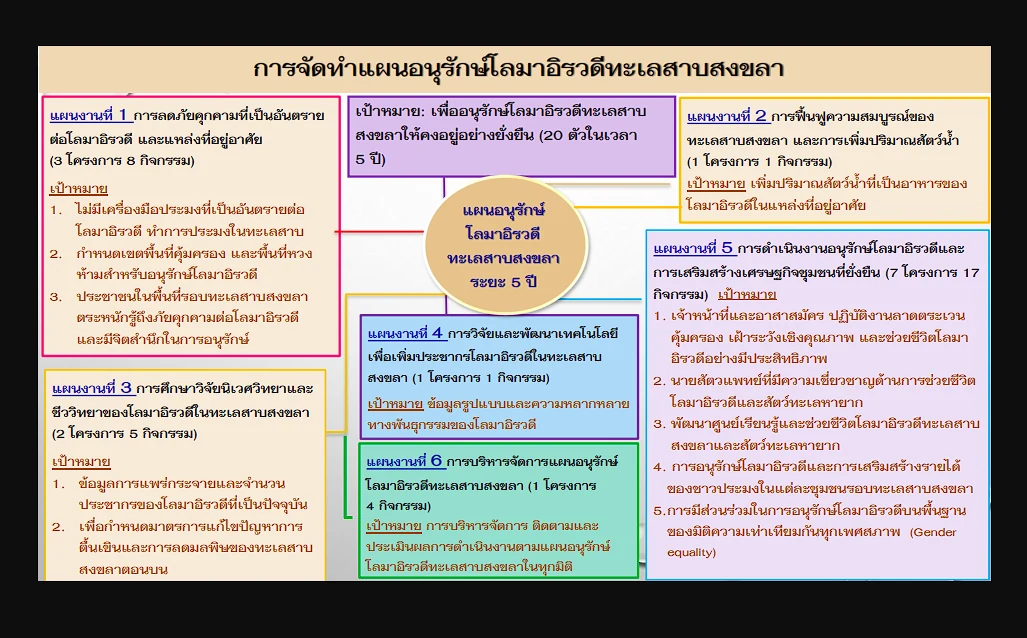 การจัดทำแผนอนุรักษ์โลมาอิรวดีทะเลสาบสงขลา
แผนงานที่ 1 การลดภัยคุกคามที่เป็นอันตราย
ต่อโลมาอิรวดี และแหล่งที่อยู่อาศัย
(3 โครงการ 8 กิจกรรม)
เป้าหมาย
1. ไม่มีเครื่องมือประมงที่เป็นอันตรายต่อ
โลมาอิรวดี ทำการประมงในทะเลสาบ
2. กำหนดเขตพื้นที่คุ้มครอง และพื้นที่หวง
ห้ามสำหรับอนุรักษ์โลมาอิรวดี
3. ประชาชนในพื้นที่รอบทะเลสาบสงขลา
ตระหนักรู้ถึงภัยคุกคามต่อโลมาอิรวดี
และมีจิตสำนึกในการอนุรักษ์
เป้าหมาย: เพื่ออนุรักษ์โลมาอิรวดีทะเลสาบ
สงขลาให้คงอยู่อย่างยั่งยืน (20 ตัวในเวลา
5 ปี)
แผนงานที่ 2 การฟื้นฟูความสมบูรณ์ของ
ทะเลสาบสงขลา และการเพิ่มปริมาณสัตว์น้ำ
(1 โครงการ 1 กิจกรรม)
เป้าหมาย เพิ่มปริมาณสัตว์น้ำที่เป็นอาหารของ
โลมาอิรวดีในแหล่งที่อยู่อาศัย
แผนอนุรักษ์
โลมาอิรวดี
ทะเลสาบสงขลา
ระยะ 5 ปี
แผนงานที่ 3 การศึกษาวิจัยนิเวศวิทยาและ
ชีววิทยาของโลมาอิรวดีในทะเลสาบสงขลา
(2 โครงการ 5 กิจกรรม)
เป้าหมาย
1. ข้อมูลการแพร่กระจายและจำนวน
ประชากรของโลมาอิรวดีที่เป็นปัจจุบัน
2. เพื่อกำหนดมาตรการแก้ไขปัญหาการ
ตื้นเขินและการลดมลพิษของทะเลสาบ
สงขลาตอนบน
แผนงานที่ 4 การวิจัยและพัฒนาเทคโนโลยี
เพื่อเพิ่มประชากรโลมาอิรวดีในทะเลสาบ
สงขลา (1 โครงการ 1 กิจกรรม)
เป้าหมาย ข้อมูลรูปแบบและความหลากหลาย
ทางพันธุกรรมของโลมาอิรวดี
แผนงานที่ 6 การบริหารจัดการแผนอนุรักษ์
โลมาอิรวดีทะเลสาบสงขลา (1 โครงการ
4 กิจกรรม)
เป้าหมาย การบริหารจัดการ ติดตามและ
ประเมินผลการดำเนินงานตามแผนอนุรักษ์
โลมาอิรวดีทะเลสาบสงขลาในทุกมิติ
แผนงานที่ 5 การดำเนินงานอนุรักษ์โลมาอิรวดีและ
การเสริมสร้างเศรษฐกิจชุมชนที่ยั่งยืน (7 โครงการ 17
กิจกรรม) เป้าหมาย
1. เจ้าหน้าที่และอาสาสมัคร ปฏิบัติงานลาดตระเวน
คุ้มครอง เฝ้าระวังเชิงคุณภาพ และช่วยชีวิตโลมา
อิรวดีอย่างมีประสิทธิภาพ
2. นายสัตวแพทย์ที่มีความเชี่ยวชาญด้านการช่วยชีวิต
โลมาอิรวดีและสัตว์ทะเลหายาก
3. พัฒนาศูนย์เรียนรู้และช่วยชีวิตโลมาอิรวดีทะเลสาบ
สงขลาและสัตว์ทะเลหายาก
4. การอนุรักษ์โลมาอิรวดีและการเสริมสร้างรายได้
ของชาวประมงในแต่ละชุมชนรอบทะเลสาบสงขลา
5.การมีส่วนร่วมในการอนุรักษ์โลมาอิรวดีบนพื้นฐาน
ของมิติความเท่าเทียมกันทุกเพศสภาพ (Gender
equality)